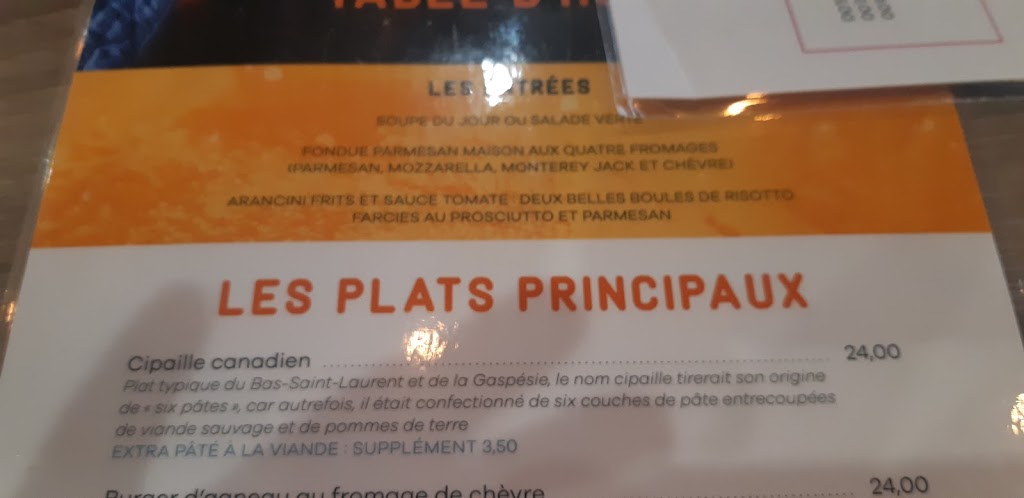 TABLE D'H
LES ENTRÉES
SOUPE DU JOUR OU SALADE VERTE
FONDUE PARMESAN MAISON AUX QUATRE FROMAGES
(PARMESAN, MOZZARELLA, MONTEREY JACK ET CHÈVRE)
ARANCINI FRITS ET SAUCE TOMATE : DEUX BELLES BOULES DE RISOTTO
FARCIES AU PROSCIUTTO ET PARMESAN
LES PLATS PRINCIPAUX
Cipaille canadien 24,00
Plat typique du Bas-Saint-Laurent et de la Gaspésie, le nom cipaille tirerait son origine
de « six pâtes », car autrefois, il était confectionné de six couches de pâte entrecoupées
de viande sauvage et de pommes de terre
EXTRA PÂTÉ À LA VIANDE : SUPPLÉMENT 3,50
Burger d'agneau au fromage de chèvre 24,00